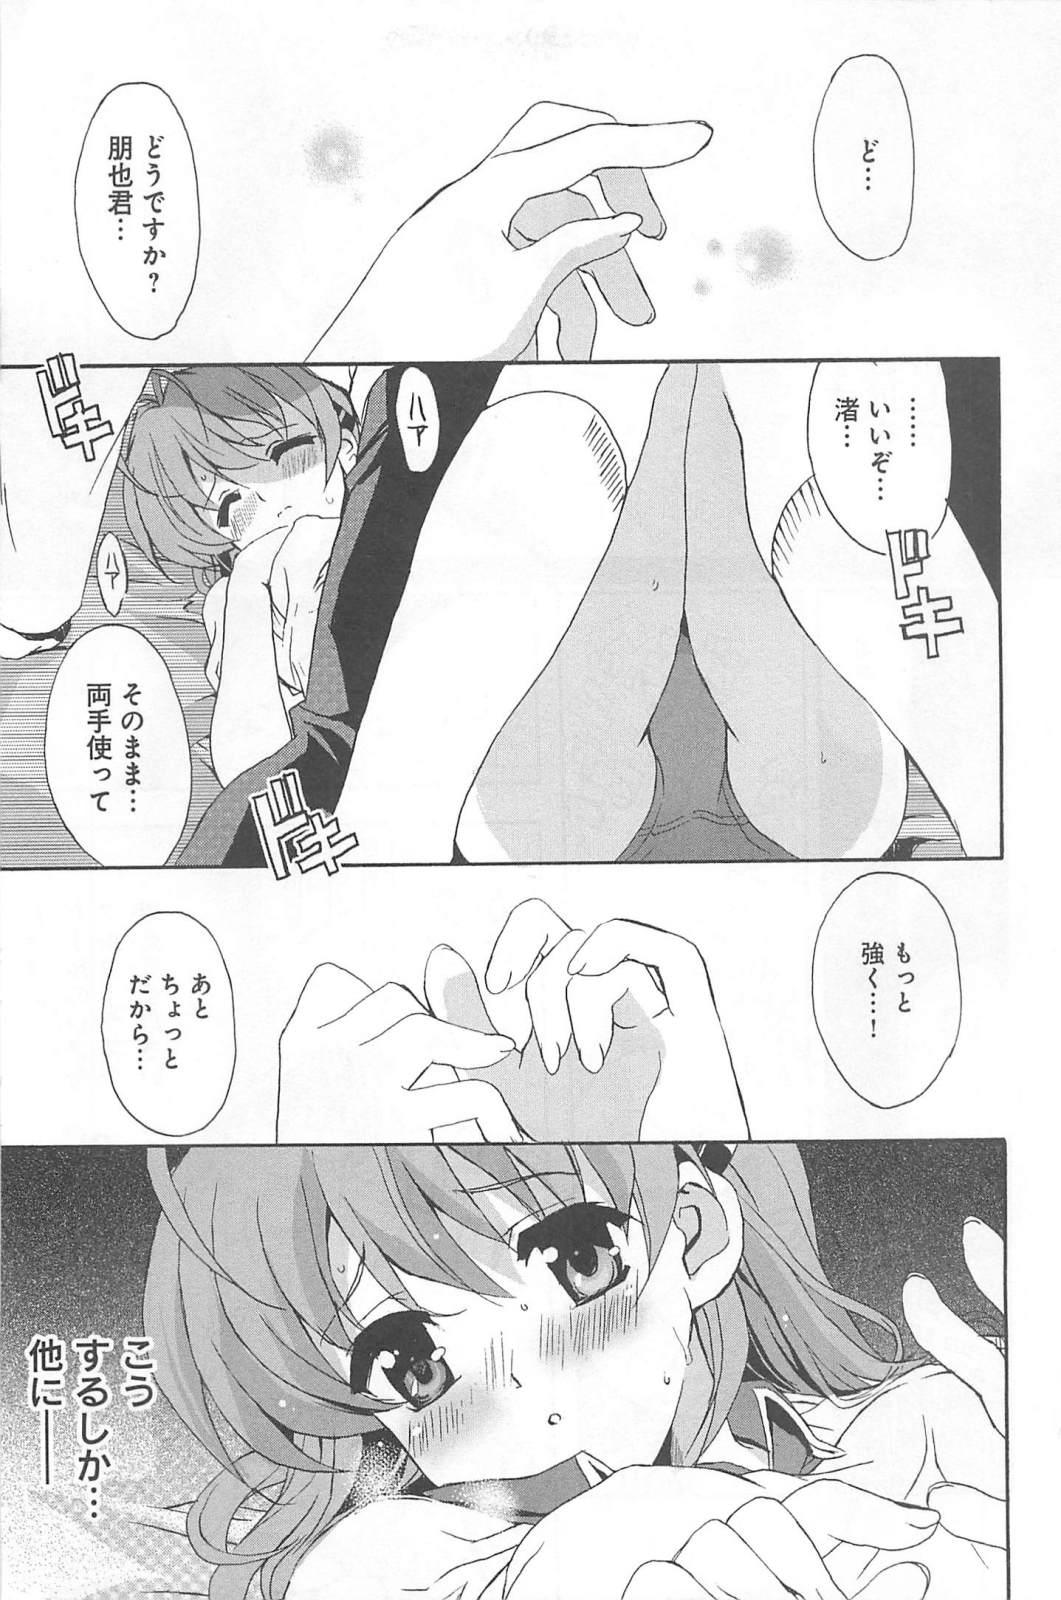 ど…
どうですか?
朋也君…
……
いいぞ…
渚…
ドキ
ハァ
ドキ
ハァ
ドキ
そのまま…
両手使って
もっと
強く…!
あと
ちょっと
だから…
こう
するしか…
他に──